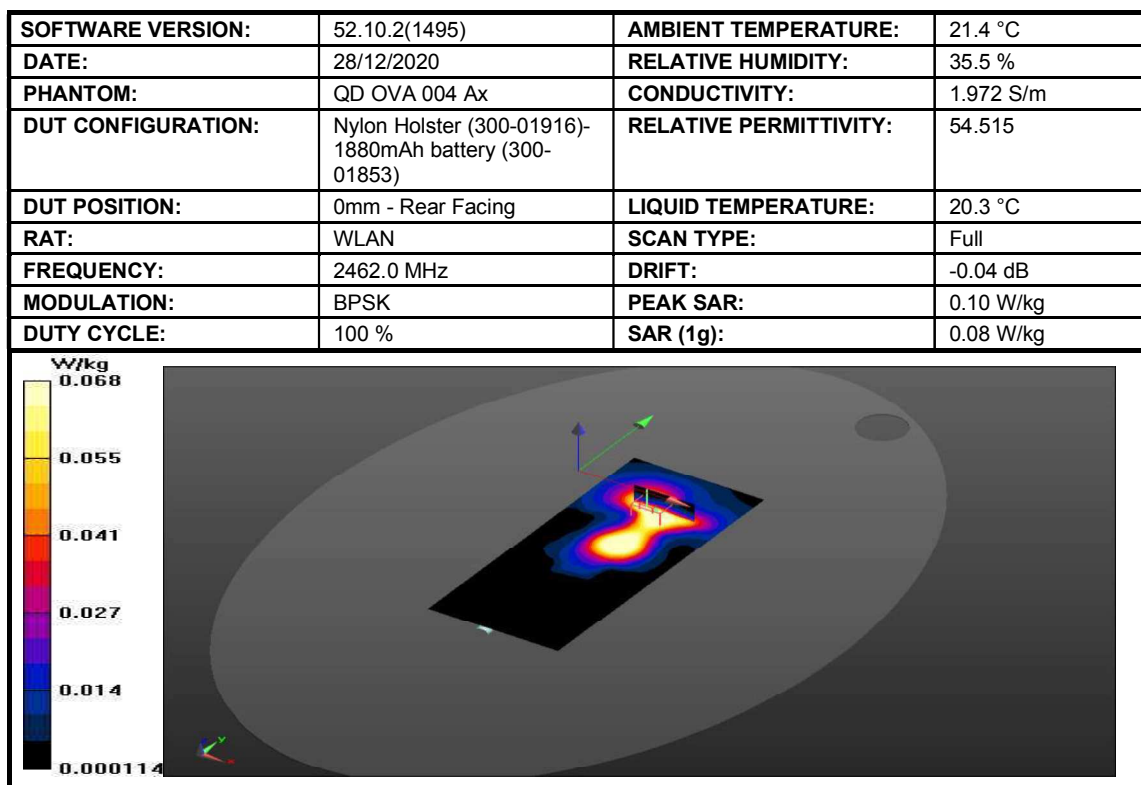 SOFTWARE VERSION: 52.10.2(1495) AMBIENT TEMPERATURE: 21.4 °C
DATE: 28/12/2020 RELATIVE HUMIDITY: 35.5 %
PHANTOM: QD OVA 004 Ax CONDUCTIVITY: 1.972 S/m
DUT CONFIGURATION: Nylon Holster (300-01916)- RELATIVE PERMITTIVITY: 54.515
1880mAh battery (300-
01853)
DUT POSITION: 0mm - Rear Facing LIQUID TEMPERATURE: 20.3 °C
RAT: WLAN SCAN TYPE: Full
FREQUENCY: 2462.0 MHz DRIFT: -0.04 dB
MODULATION: BPSK PEAK SAR: 0.10 W/kg
DUTY CYCLE: 100 % SAR (1g): 0.08 W/kg
W/kg
0.068
0.055
0.041
0.027
0.014
0.000114